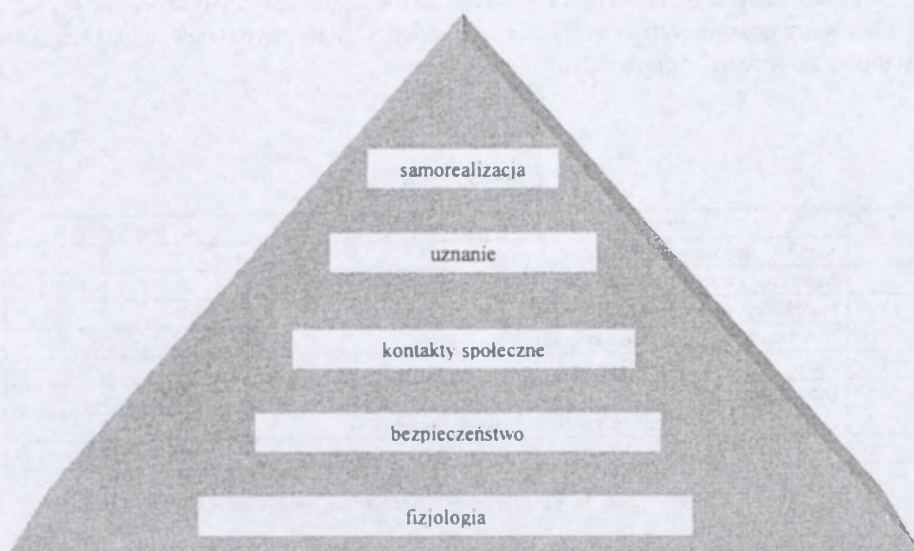 samorealizacja
uznanie
kontakty społeczne
bezpieczeństwo
fizjologia